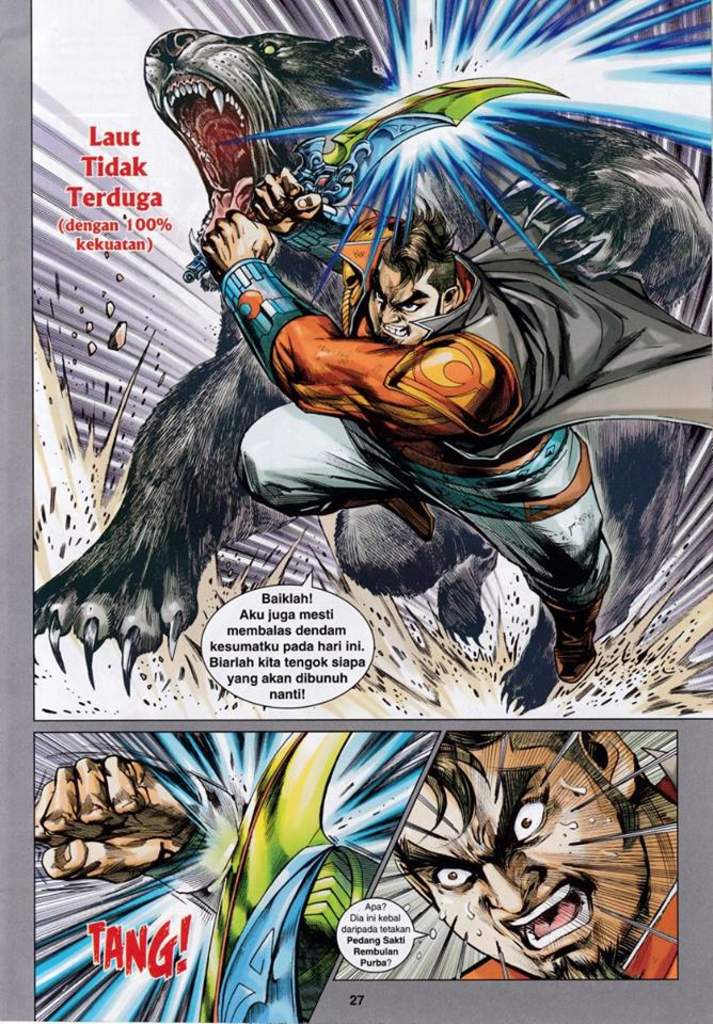 Laut
Tidak
Terduga
(dengan 100%
kekuatan)
Baiklah!
Aku juga mesti
membalas dendam
kesumatku pada hari ini.
Biarlah kita tengok siapa
yang akan dibunuh
nanti!
TANG!
Apa?
Dia ini kebal
daripada tetakan
Pedang Sakti
Rembulan
Purba?
27